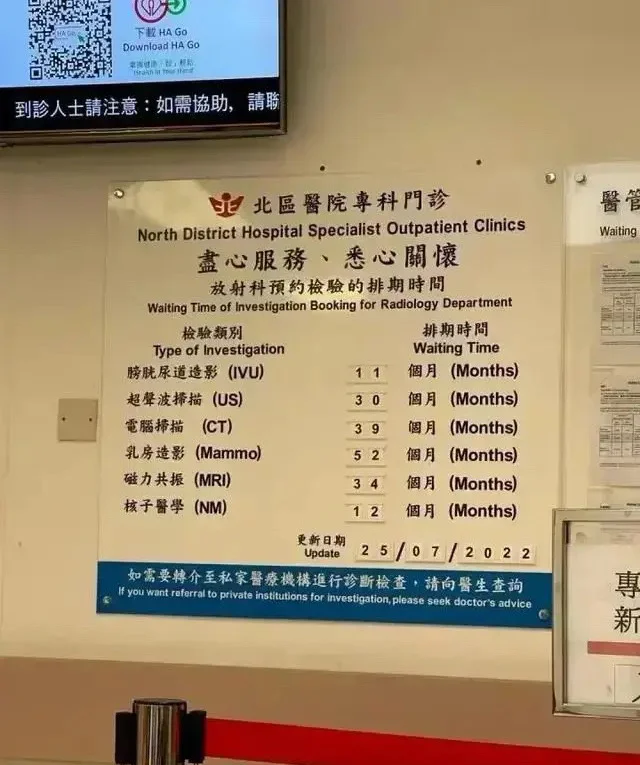 HA Go
下載 HA Go
Download HA Go
Health in Your Hand
到診人士請注意：如需協助，請聯
北區醫院專科門診
North District Hospital Specialist Outpatient Clinics
盡心服務、悉心關懷
放射科預約檢驗的排期時間
Waiting Time of Investigation Booking for Radiology Department
檢驗類別 排期時間
Type of Investigation Waiting Time
膀胱尿道造影 (IVU) 11 個月 (Months)
超聲波掃描 (US) 30 個月 (Months)
電腦掃描 (CT) 39 個月 (Months)
乳房造影 (Mammo) 52 個月 (Months)
磁力共振 (MRI) 34 個月 (Months)
核子醫學 (NM) 12 個月 (Months)
更新日期
Update 25/07/2022
如需要轉介至私家醫療機構進行診斷檢查，請向醫生查詢
If you want referral to private institutions for investigation, please seek doctor's advice
醫管
Waiting
專
新